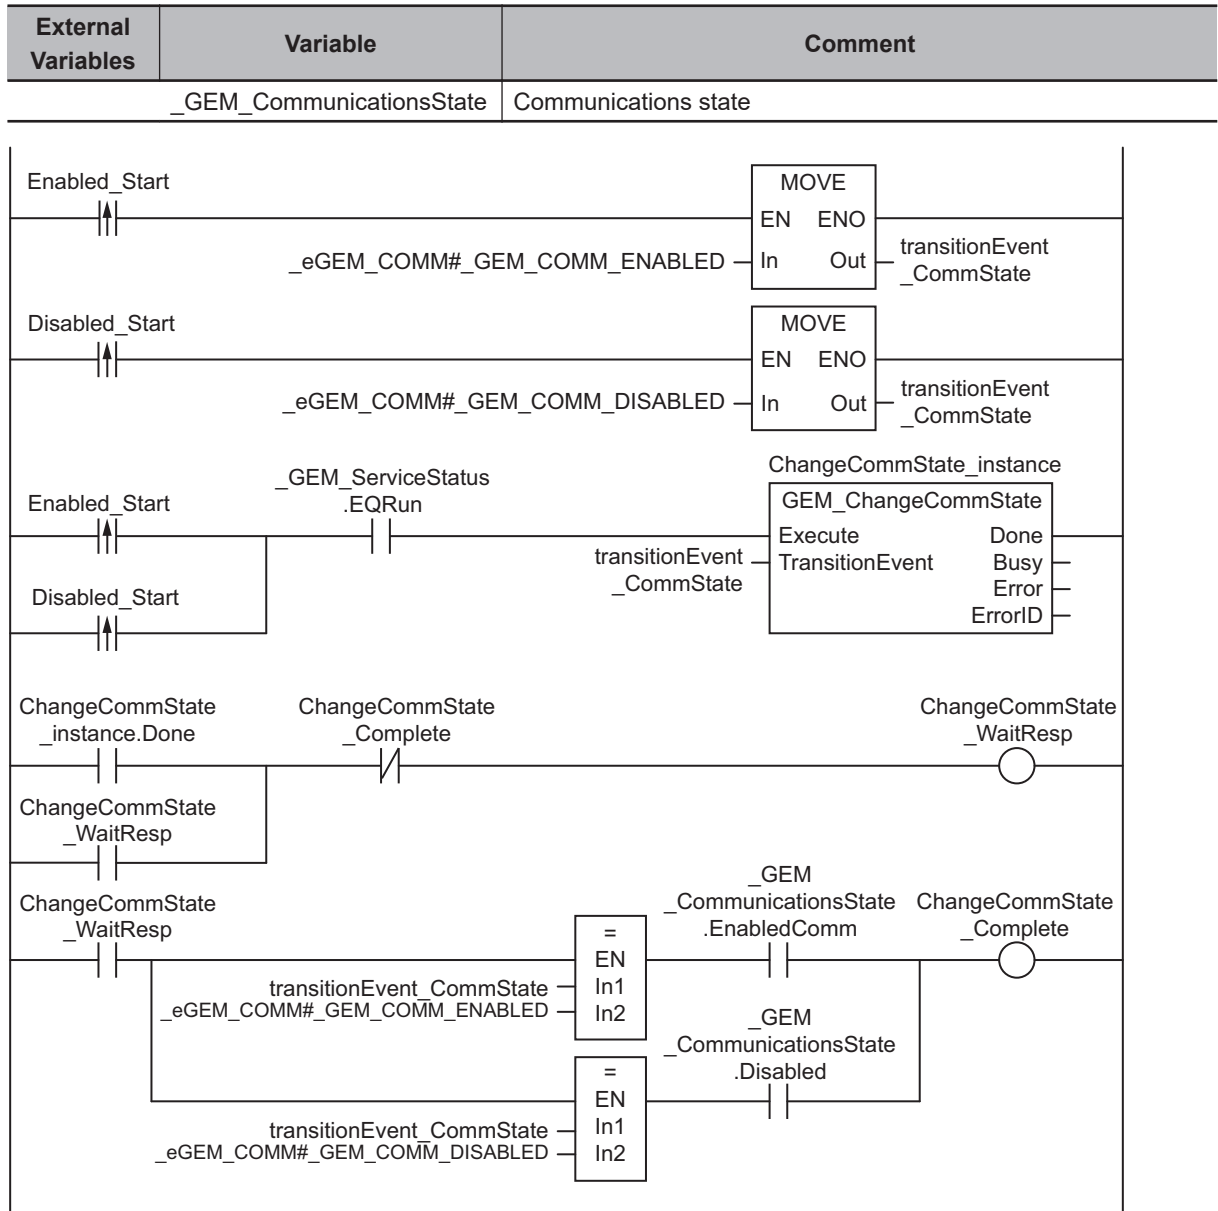 External
Variables
Variable
Comment
_GEM_CommunicationsState
Communications state
Enabled_Start
MOVE
EN ENO
_eGEM_COMM#_GEM_COMM_ENABLED
In Out
transitionEvent
_CommState
Disabled_Start
MOVE
EN ENO
_eGEM_COMM#_GEM_COMM_DISABLED
In Out
transitionEvent
_CommState
ChangeCommState_instance
Enabled_Start
_GEM_ServiceStatus
.EQRun
GEM_ChangeCommState
Execute Done
transitionEvent
_CommState
TransitionEvent Busy
Error
ErrorID
Disabled_Start
ChangeCommState
_instance.Done
ChangeCommState
_Complete
ChangeCommState
_WaitResp
ChangeCommState
_WaitResp
ChangeCommState
_WaitResp
=
EN
In1
In2
transitionEvent_CommState
_eGEM_COMM#_GEM_COMM_ENABLED
_GEM
_CommunicationsState
.EnabledComm
ChangeCommState
_Complete
=
EN
In1
In2
transitionEvent_CommState
_eGEM_COMM#_GEM_COMM_DISABLED
_GEM
_CommunicationsState
.Disabled